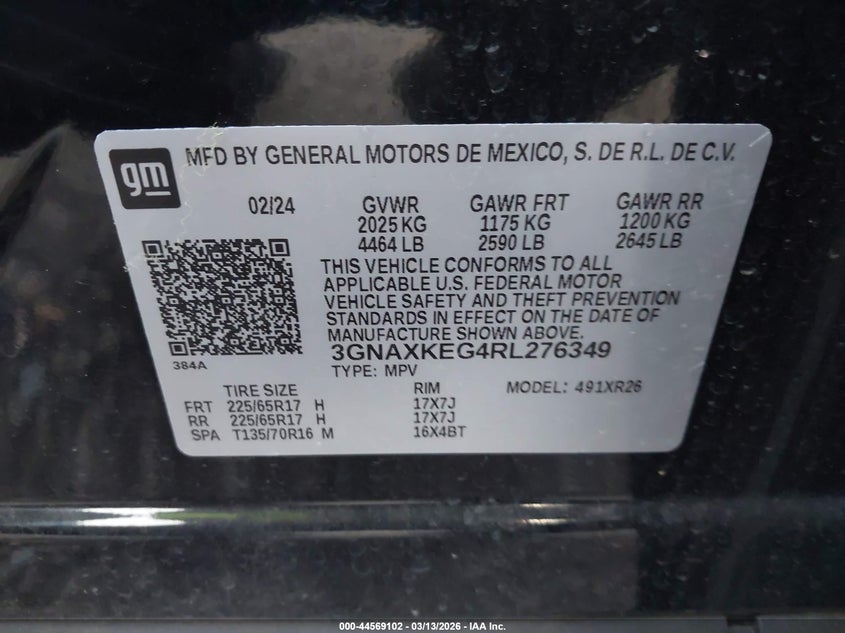 gm
MFD BY GENERAL MOTORS DE MEXICO, S. DE R.L. DE C.V.
02/24 GVWR GAWR FRT GAWR RR
2025 KG 1175 KG 1200 KG
4464 LB 2590 LB 2645 LB
THIS VEHICLE CONFORMS TO ALL
APPLICABLE U.S. FEDERAL MOTOR
VEHICLE SAFETY AND THEFT PREVENTION
STANDARDS IN EFFECT ON THE DATE OF
MANUFACTURE SHOWN ABOVE.
384A
3GNAXKEG4RL276349
TYPE: MPV
TIRE SIZE RIM MODEL: 491XR26
FRT 225/65R17 H 17X7J
RR 225/65R17 H 17X7J
SPA T135/70R16 M 16X4BT
000-44569102 - 03/13/2026 - IAA Inc.